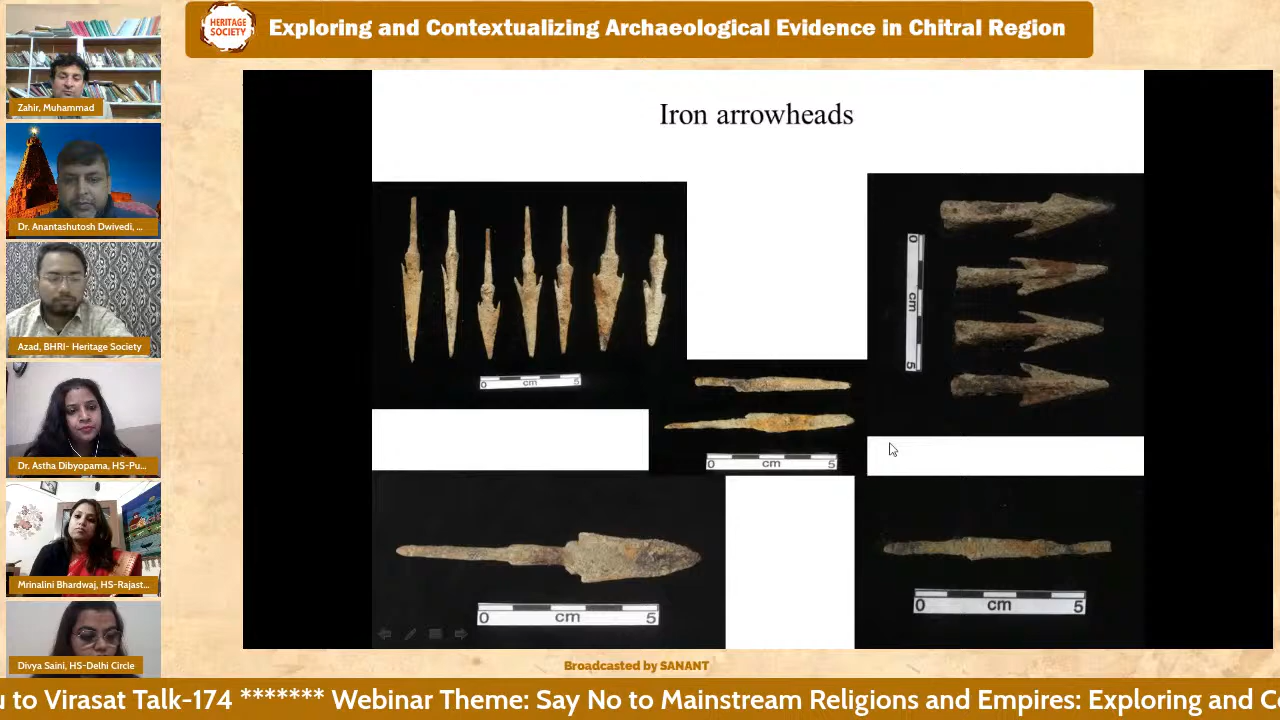 HERITAGE
SOCIETY
Exploring and Contextualizing Archaeological Evidence in Chitral Region
Zahir, Muhammad
Dr. Anantashutosh Dwivedi, ...
Azad, BHRI- Heritage Society
Dr. Astha Dibyopama, HS-Pu...
Mrinalini Bhardwaj, HS-Rajast...
Divya Saini, HS-Delhi Circle
Iron arrowheads
0 cm 5
0 cm 5
0 cm 5
0 cm 5
0 cm 5
Broadcasted by SANANT
u to Virasat Talk-174 ******* Webinar Theme: Say No to Mainstream Religions and Empires: Exploring and Co